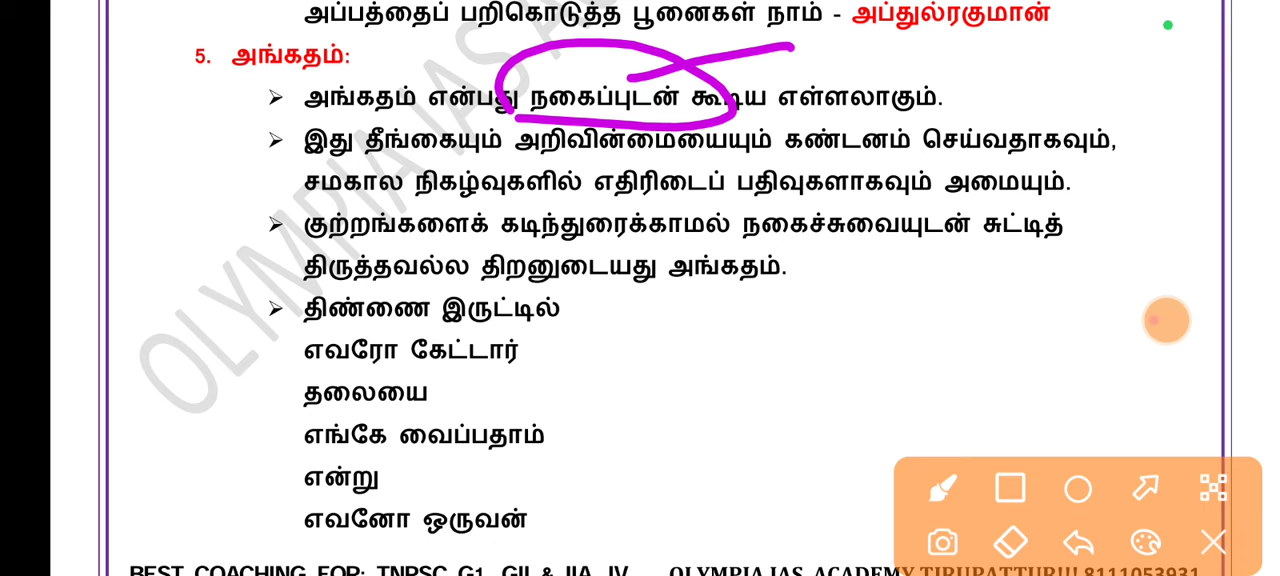 அப்பத்தைப் பறிகொடுத்த பூனைகள் நாம் - அப்துல்ரகுமான்
5. அங்கதம்:
➢ அங்கதம் என்பது நகைப்புடன் கூடிய எள்ளலாகும்.
➢ இது தீங்கையும் அறிவின்மையையும் கண்டனம் செய்வதாகவும்,
சமகால நிகழ்வுகளில் எதிரிடைப் பதிவுகளாகவும் அமையும்.
➢ குற்றங்களைக் கடிந்துரைக்காமல் நகைச்சுவையுடன் சுட்டித்
திருத்தவல்ல திறனுடையது அங்கதம்.
➢ திண்ணை இருட்டில்
எவரோ கேட்டார்
தலையை
எங்கே வைப்பதாம்
என்று
எவனோ ஒருவன்
BEST COACHING FOR: TNPSC G1, GII & IIA, IV OLYMPIA IAS ACADEMY TIRUPATTUR!!! 8111053931
OLYMPIA IAS A